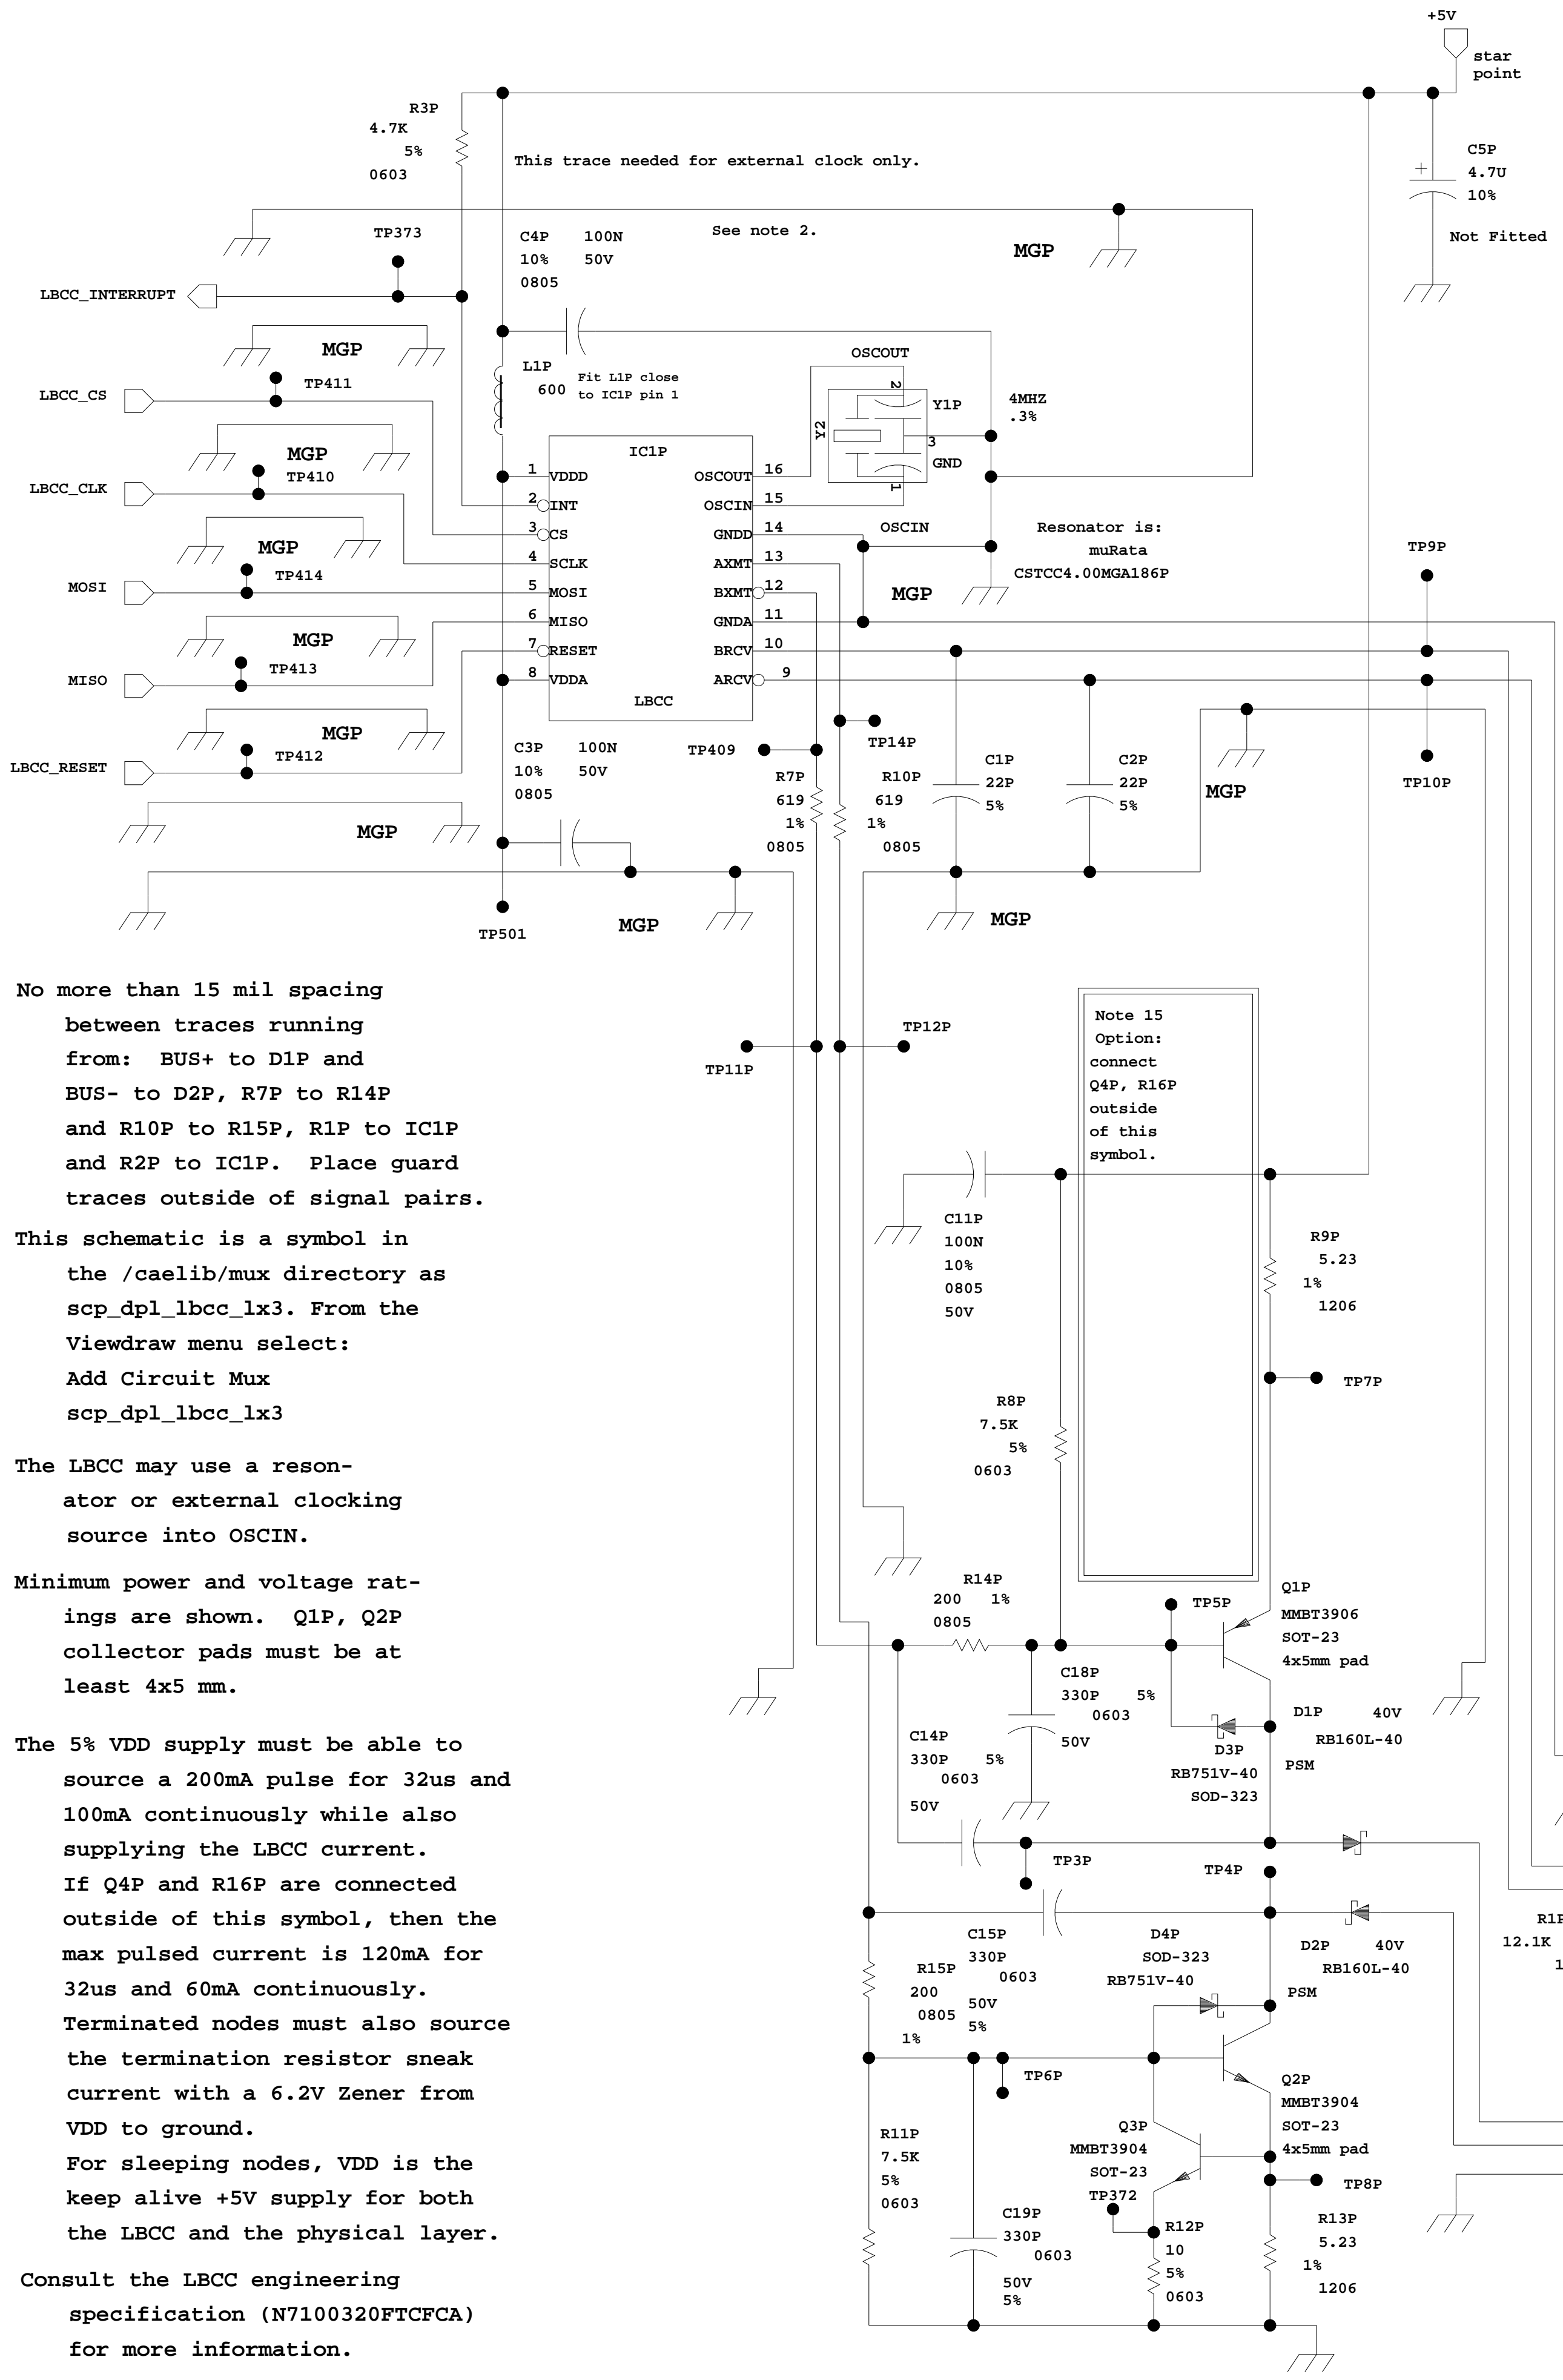 +5V
star
point
R3P
4.7K
5%
0603
This trace needed for external clock only.
C5P
4.7U
10%
Not Fitted
TP373
C4P 100N
10% 50V
0805
See note 2.
MGP
LBCC_INTERRUPT
MGP
LBCC_CS
TP411
L1P
600
Fit L1P close
to IC1P pin 1
OSCOUT
2
Y1P
Y2
3
GND
1
4MHZ
.3%
MGP
TP410
LBCC_CLK
IC1P
1 VDDD
2 INT
3 CS
4 SCLK
5 MOSI
6 MISO
7 RESET
8 VDDA
OSCOUT 16
OSCIN 15
GNDD 14
AXMT 13
BXMT 12
GNDA 11
BRCV 10
ARCV 9
LBCC
OSCIN
Resonator is:
muRata
CSTCC4.00MGA186P
MGP
TP9P
MGP
TP414
MOSI
MGP
TP413
MISO
MGP
TP412
LBCC_RESET
MGP
C3P 100N
10% 50V
0805
TP409
TP14P
R7P
619
1%
0805
R10P
619
1%
0805
C1P
22P
5%
C2P
22P
5%
MGP
TP10P
TP501
MGP
MGP
No more than 15 mil spacing
between traces running
from: BUS+ to D1P and
BUS- to D2P, R7P to R14P
and R10P to R15P, R1P to IC1P
and R2P to IC1P. Place guard
traces outside of signal pairs.
This schematic is a symbol in
the /caelib/mux directory as
scp_dpl_lbcc_lx3. From the
Viewdraw menu select:
Add Circuit Mux
scp_dpl_lbcc_lx3
The LBCC may use a reson-
ator or external clocking
source into OSCIN.
Minimum power and voltage rat-
ings are shown. Q1P, Q2P
collector pads must be at
least 4x5 mm.
The 5% VDD supply must be able to
source a 200mA pulse for 32us and
100mA continuously while also
supplying the LBCC current.
If Q4P and R16P are connected
outside of this symbol, then the
max pulsed current is 120mA for
32us and 60mA continuously.
Terminated nodes must also source
the termination resistor sneak
current with a 6.2V Zener from
VDD to ground.
For sleeping nodes, VDD is the
keep alive +5V supply for both
the LBCC and the physical layer.
Consult the LBCC engineering
specification (N7100320FTCFCA)
for more information.
TP11P
TP12P
Note 15
Option:
connect
Q4P, R16P
outside
of this
symbol.
C11P
100N
10%
0805
50V
R9P
5.23
1%
1206
TP7P
R8P
7.5K
5%
0603
R14P
200 1%
0805
TP5P
Q1P
MMBT3906
SOT-23
4x5mm pad
C18P
330P 5%
0603
50V
C14P
330P 5%
0603
50V
D3P
RB751V-40
SOD-323
D1P 40V
RB160L-40
PSM
TP3P
TP4P
C15P
330P
0603
50V
5%
R15P
200
0805
1%
D4P
SOD-323
RB751V-40
D2P 40V
RB160L-40
PSM
R1P
12.1K
1
TP6P
Q2P
MMBT3904
SOT-23
4x5mm pad
Q3P
MMBT3904
SOT-23
TP372
TP8P
R11P
7.5K
5%
0603
C19P
330P
0603
50V
5%
R12P
10
5%
0603
R13P
5.23
1%
1206